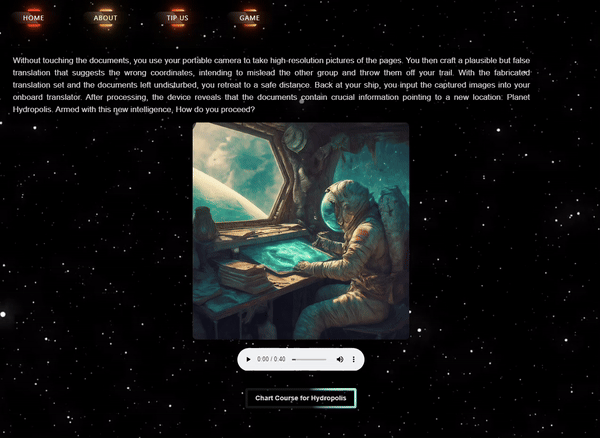 HOME ABOUT TIP US GAME
Without touching the documents, you use your portable camera to take high-resolution pictures of the pages. You then craft a plausible but false
translation that suggests the wrong coordinates, intending to mislead the other group and throw them off your trail. With the fabricated
translation set and the documents left undisturbed, you retreat to a safe distance. Back at your ship, you input the captured images into your
onboard translator. After processing, the device reveals that the documents contain crucial information pointing to a new location: Planet
Hydropolis. Armed with this new intelligence, How do you proceed?
0:00 / 0:40
Chart Course for Hydropolis